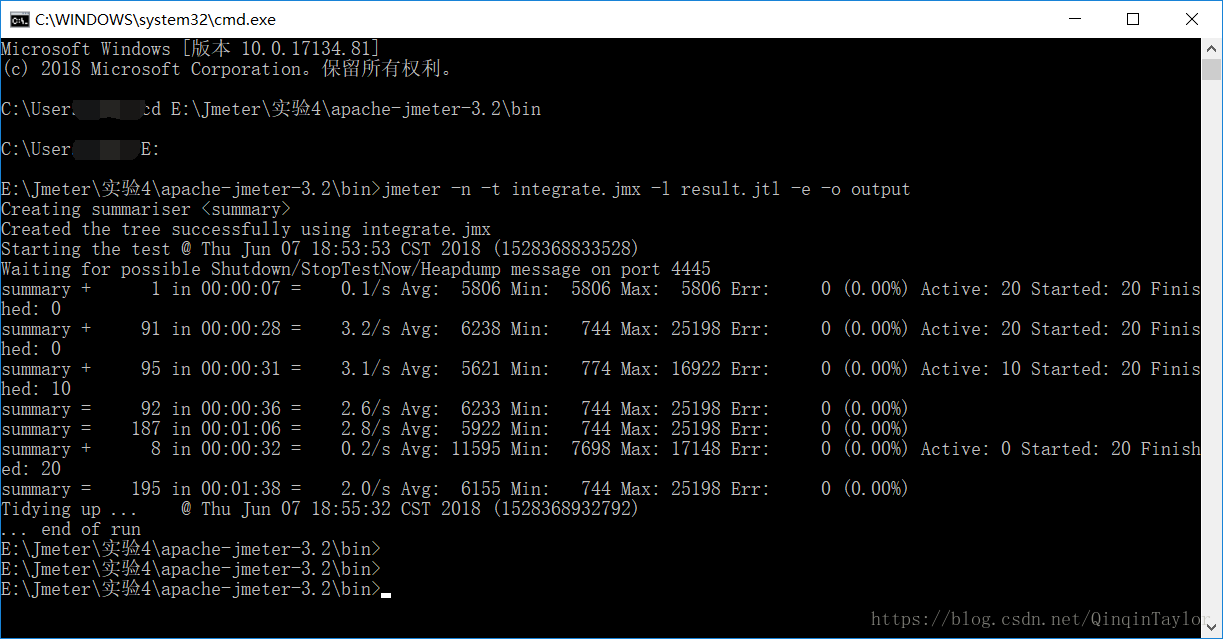 C:\WINDOWS\system32\cmd.exe
Microsoft Windows [版本 10.0.17134.81]
(c) 2018 Microsoft Corporation。保留所有权利。
C:\User cd E:\Jmeter\实验4\apache-jmeter-3.2\bin
C:\User E:
E:\Jmeter\实验4\apache-jmeter-3.2\bin>jmeter -n -t integrate.jmx -l result.jtl -e -o output
Creating summariser <summary>
Created the tree successfully using integrate.jmx
Starting the test @ Thu Jun 07 18:53:53 CST 2018 (1528368833528)
Waiting for possible Shutdown/StopTestNow/Heapdump message on port 4445
summary +      1 in 00:00:07 =    0.1/s Avg:  5806 Min:  5806 Max:  5806 Err:     0 (0.00%) Active: 20 Started: 20 Finis
hed: 0
summary +     91 in 00:00:28 =    3.2/s Avg:  6238 Min:   744 Max: 25198 Err:     0 (0.00%) Active: 20 Started: 20 Finis
hed: 0
summary +     95 in 00:00:31 =    3.1/s Avg:  5621 Min:   774 Max: 16922 Err:     0 (0.00%) Active: 10 Started: 20 Finis
hed: 10
summary =     92 in 00:00:36 =    2.6/s Avg:  6233 Min:   744 Max: 25198 Err:     0 (0.00%)
summary =    187 in 00:01:06 =    2.8/s Avg:  5922 Min:   744 Max: 25198 Err:     0 (0.00%)
summary +      8 in 00:00:32 =    0.2/s Avg: 11595 Min:  7698 Max: 17148 Err:     0 (0.00%) Active: 0 Started: 20 Finish
ed: 20
summary =    195 in 00:01:38 =    2.0/s Avg:  6155 Min:   744 Max: 25198 Err:     0 (0.00%)
Tidying up ...    @ Thu Jun 07 18:55:32 CST 2018 (1528368932792)
... end of run
E:\Jmeter\实验4\apache-jmeter-3.2\bin>
E:\Jmeter\实验4\apache-jmeter-3.2\bin>
E:\Jmeter\实验4\apache-jmeter-3.2\bin>
https://blog.csdn.net/QinqinTaylor